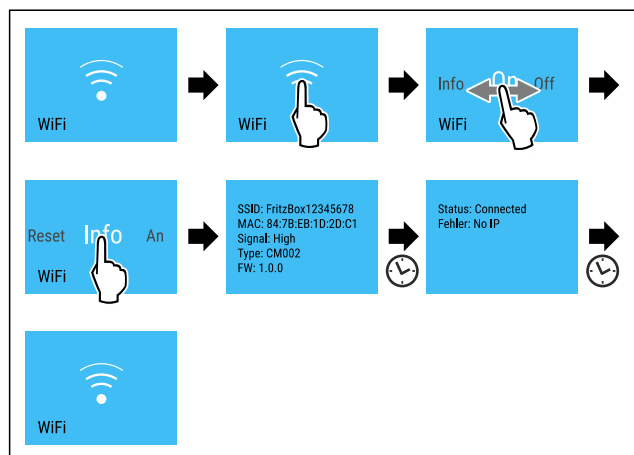 WiFi
WiFi
Info On Off
WiFi
Reset Info An
WiFi
SSID: FritzBox12345678
MAC: 84:7B:EB:1D:2D:C1
Signal: High
Type: CM002
FW: 1.0.0
Status: Connected
Fehler: No IP
WiFi